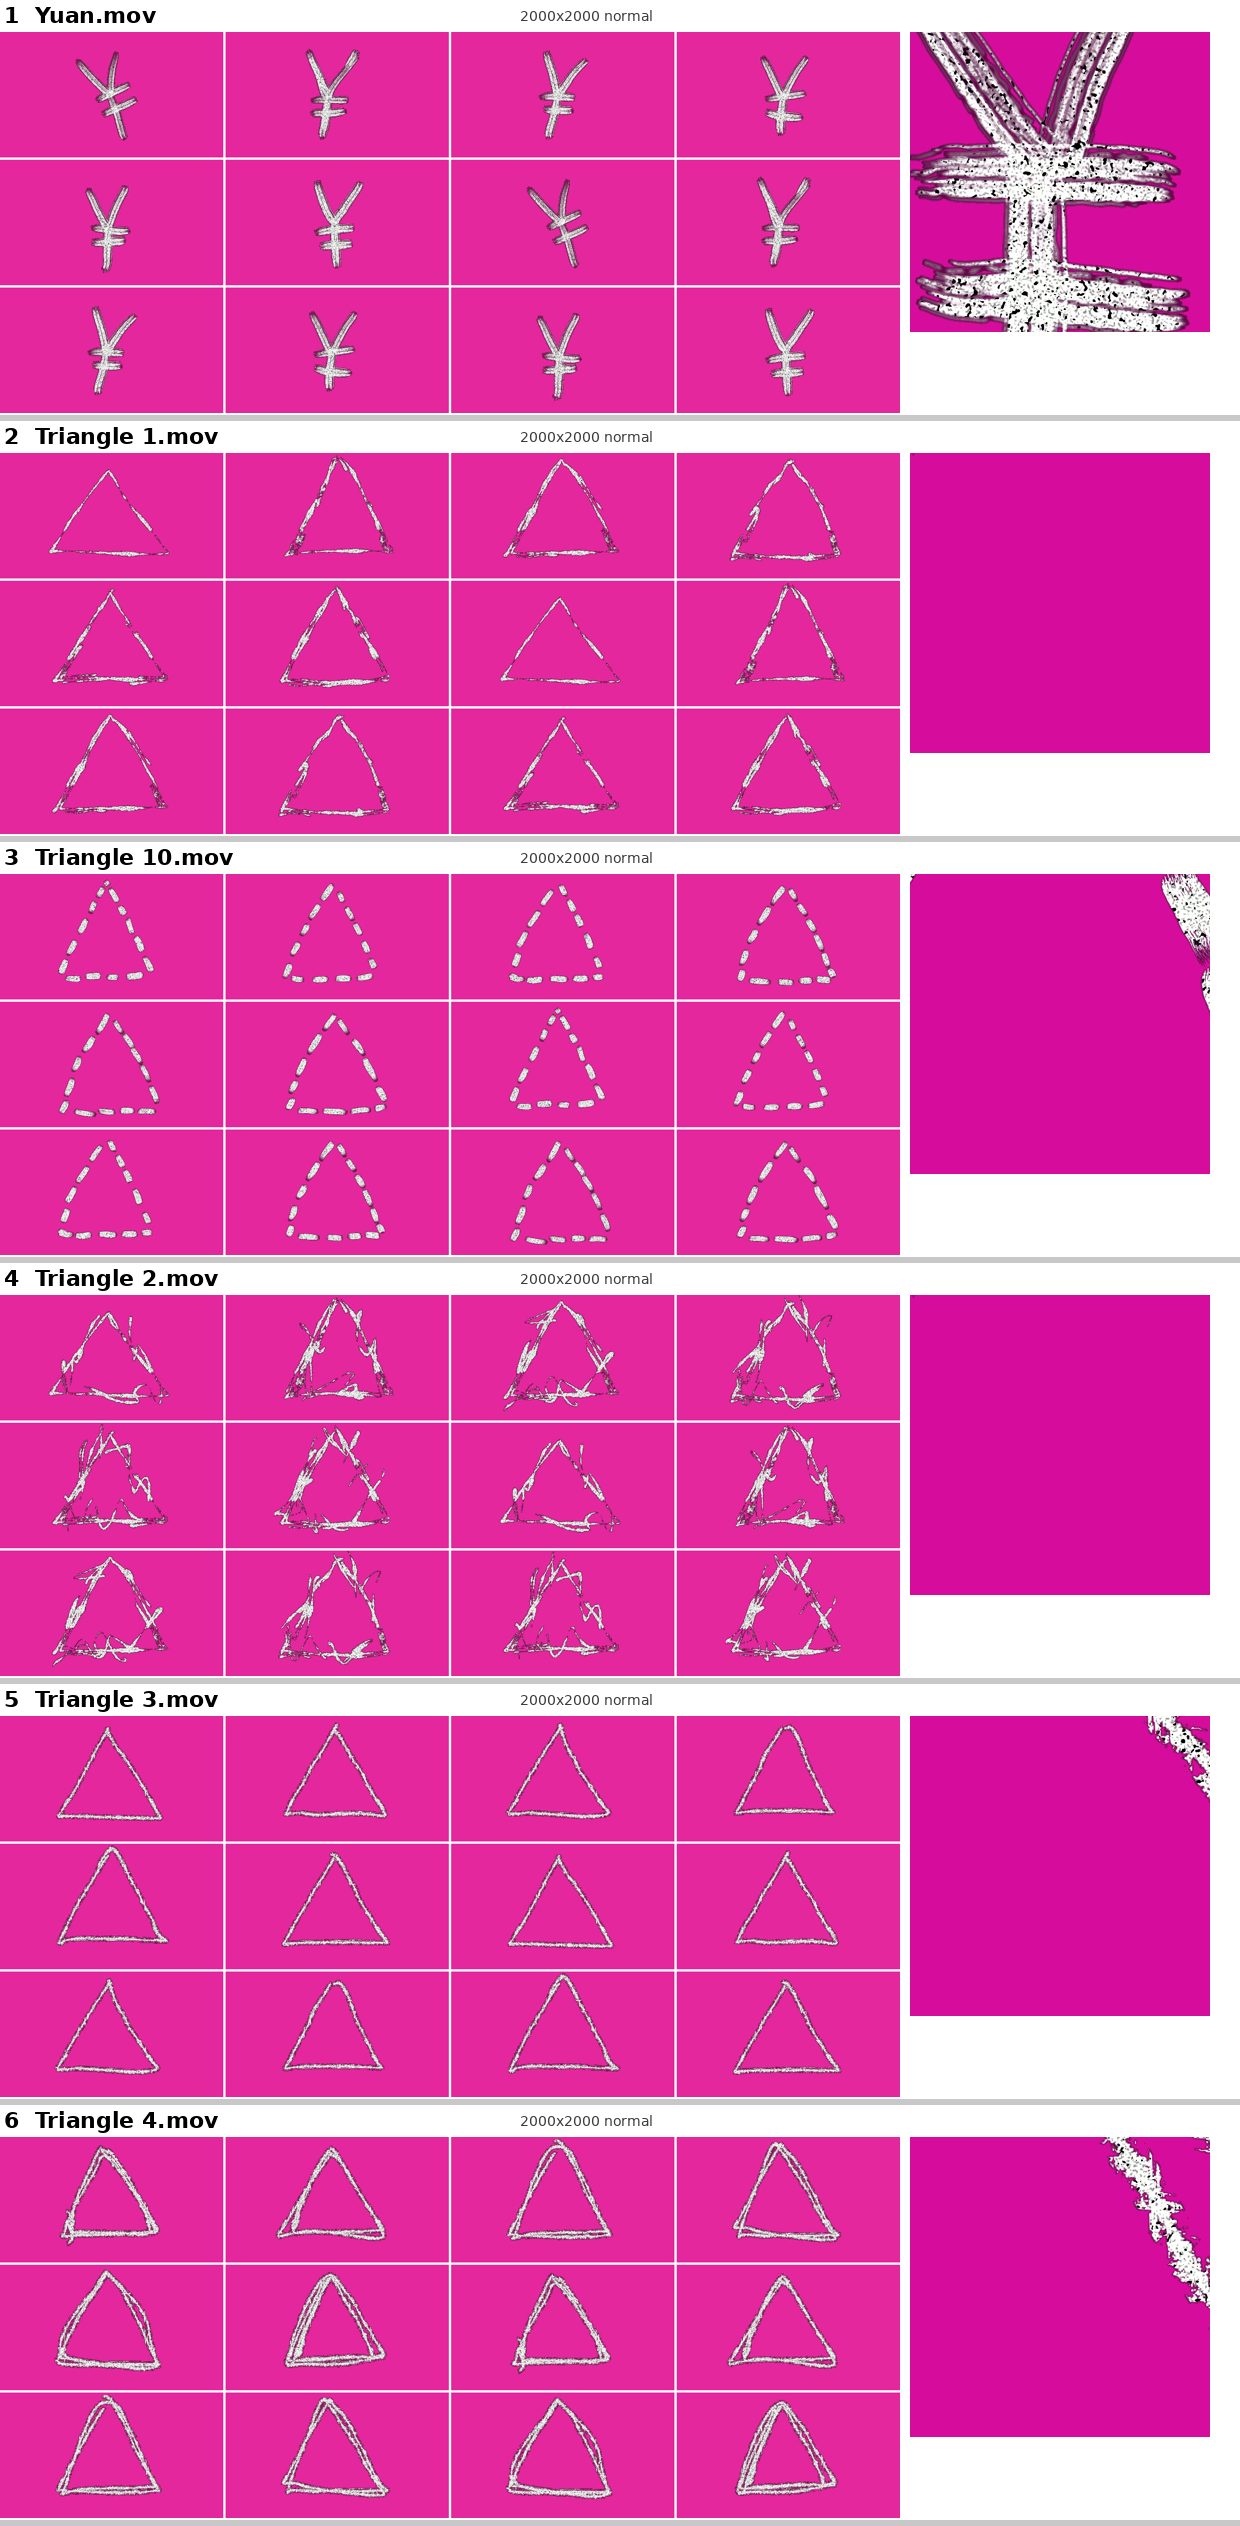 1 Yuan.mov 2000x2000 normal
¥ ¥ ¥ ¥
¥ ¥ ¥ ¥
¥ ¥ ¥ ¥
¥
2 Triangle 1.mov 2000x2000 normal
3 Triangle 10.mov 2000x2000 normal
4 Triangle 2.mov 2000x2000 normal
5 Triangle 3.mov 2000x2000 normal
6 Triangle 4.mov 2000x2000 normal